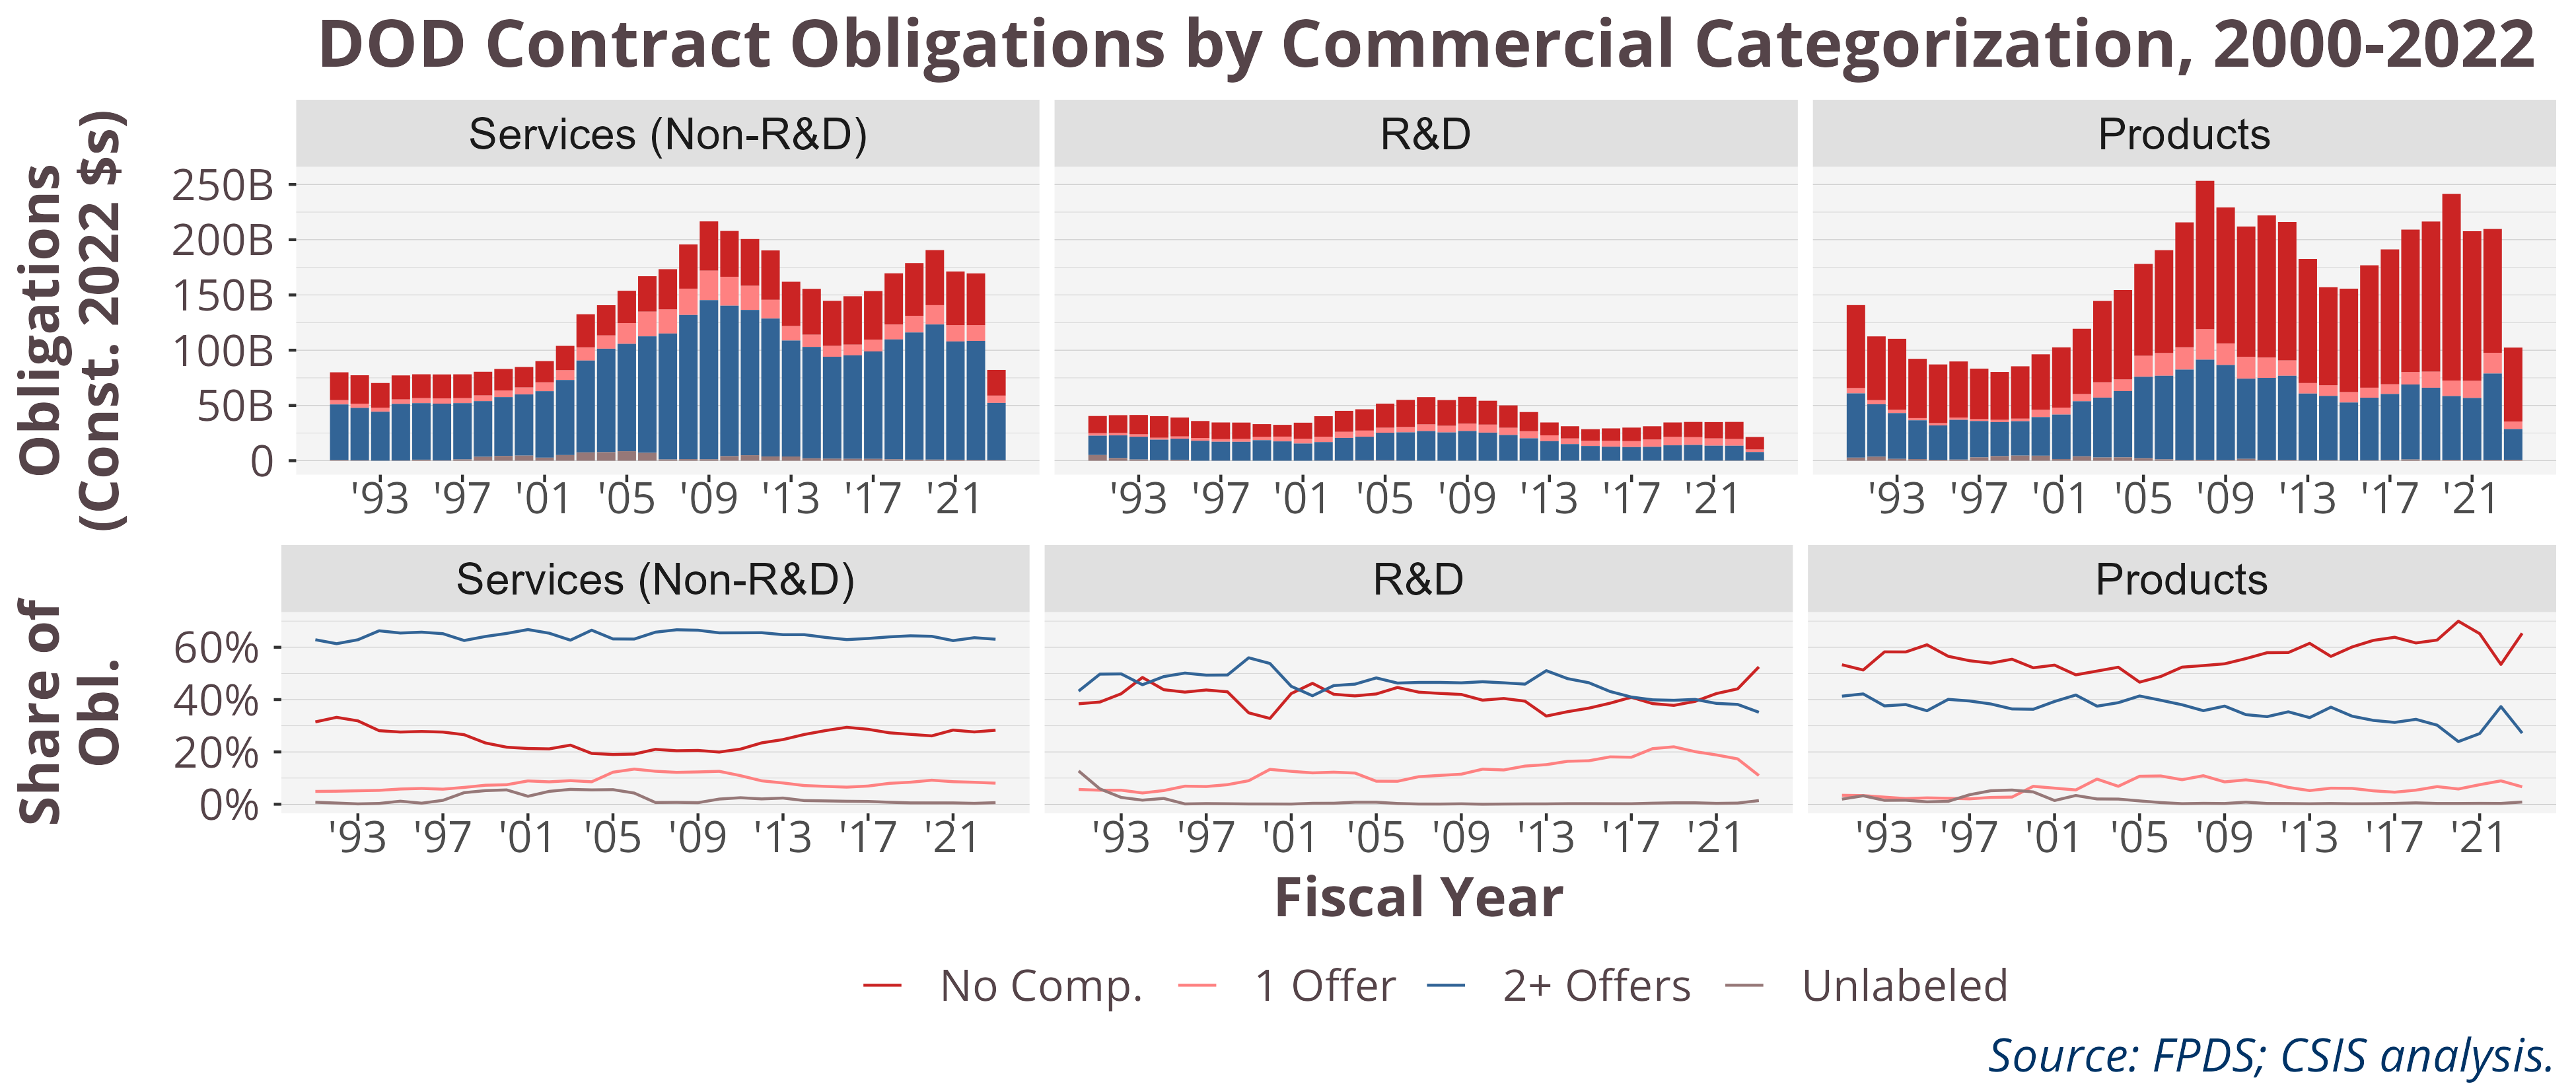 DOD Contract Obligations by Commercial Categorization, 2000-2022
Obligations
(Const. 2022 $s)
Services (Non-R&D)
R&D
Products
250B
200B
150B
100B
50B
0
'93 '97 '01 '05 '09 '13 '17 '21
'93 '97 '01 '05 '09 '13 '17 '21
'93 '97 '01 '05 '09 '13 '17 '21
Share of
Obl.
Services (Non-R&D)
R&D
Products
60%
40%
20%
0%
'93 '97 '01 '05 '09 '13 '17 '21
'93 '97 '01 '05 '09 '13 '17 '21
'93 '97 '01 '05 '09 '13 '17 '21
Fiscal Year
No Comp. 1 Offer 2+ Offers Unlabeled
Source: FPDS; CSIS analysis.